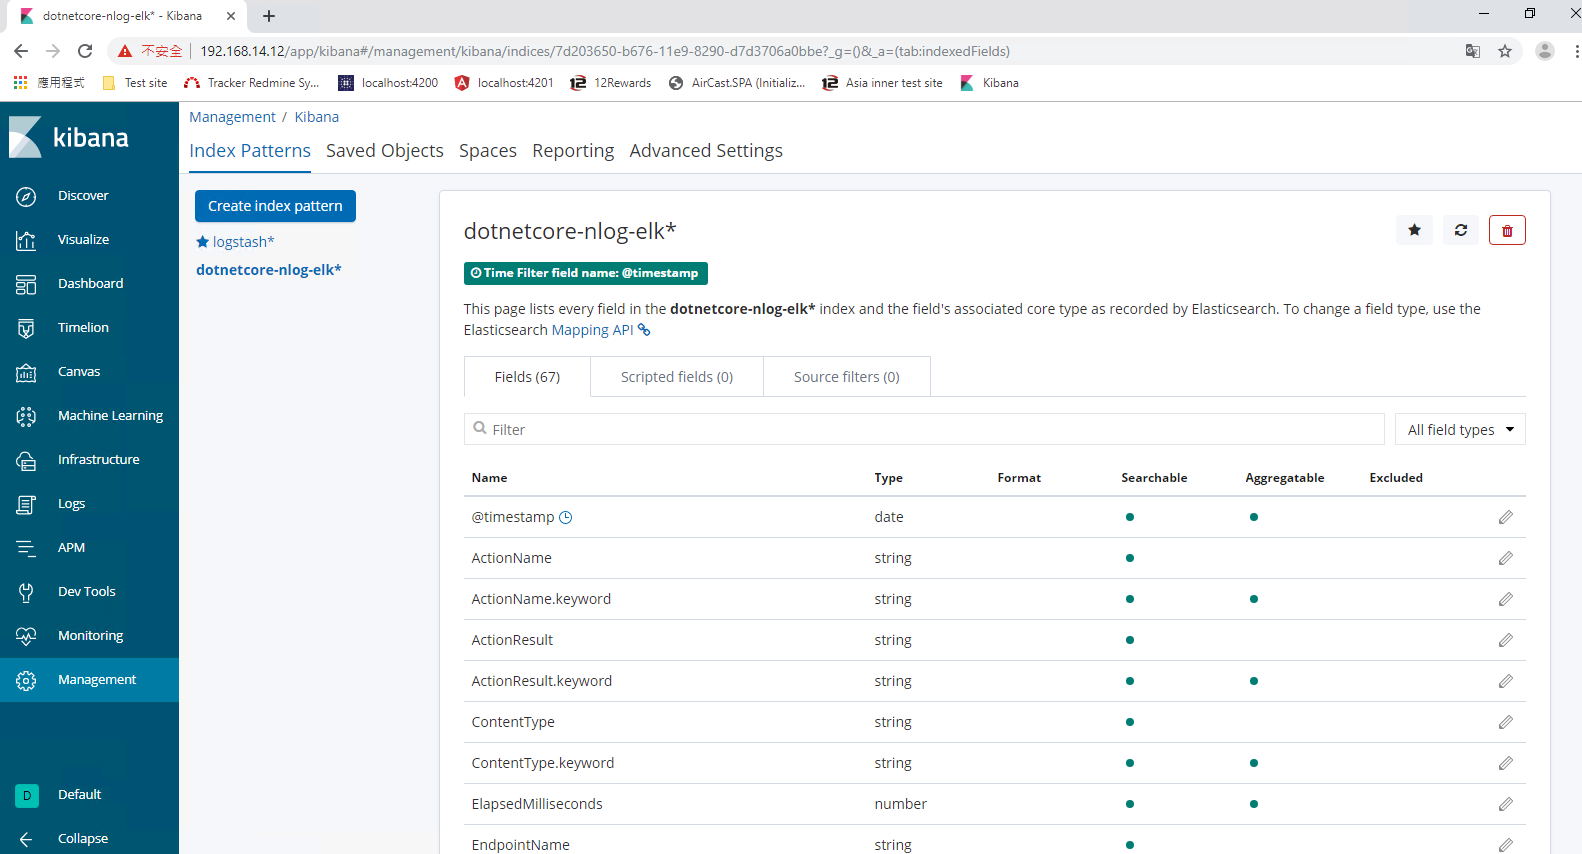 dotnetcore-nlog-elk* - Kibana
不安全 192.168.14.12/app/kibana#/management/kibana/indices/7d203650-b676-11e9-8290-d7d3706a0bbe?_g=()&_a=(tab:indexedFields)
應用程式 Test site Tracker Redmine Sy... localhost:4200 localhost:4201 12Rewards AirCast.SPA (Initializ... Asia inner test site Kibana
kibana
Discover
Visualize
Dashboard
Timelion
Canvas
Machine Learning
Infrastructure
Logs
APM
Dev Tools
Monitoring
Management
D Default
Collapse
Management / Kibana
Index Patterns Saved Objects Spaces Reporting Advanced Settings
Create index pattern
logstash*
dotnetcore-nlog-elk*
dotnetcore-nlog-elk*
Time Filter field name: @timestamp
This page lists every field in the dotnetcore-nlog-elk* index and the field's associated core type as recorded by Elasticsearch. To change a field type, use the
Elasticsearch Mapping API
Fields (67) Scripted fields (0) Source filters (0)
Filter All field types
Name Type Format Searchable Aggregatable Excluded
@timestamp date
ActionName string
ActionName.keyword string
ActionResult string
ActionResult.keyword string
ContentType string
ContentType.keyword string
ElapsedMilliseconds number
EndpointName string